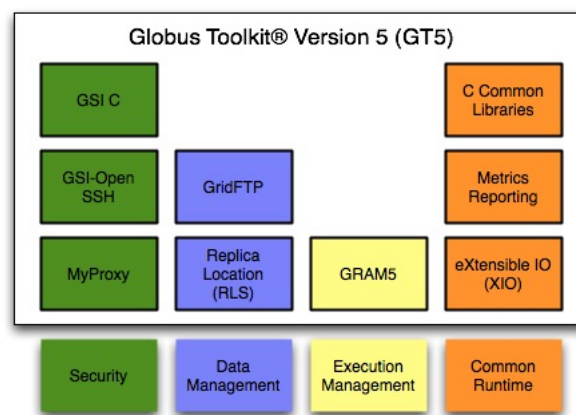 Globus Toolkit® Version 5 (GT5)
GSI C
C Common
Libraries
GSI-Open
SSH
GridFTP
Metrics
Reporting
MyProxy
Replica
Location
(RLS)
GRAM5
eXtensible IO
(XIO)
Security
Data
Management
Execution
Management
Common
Runtime